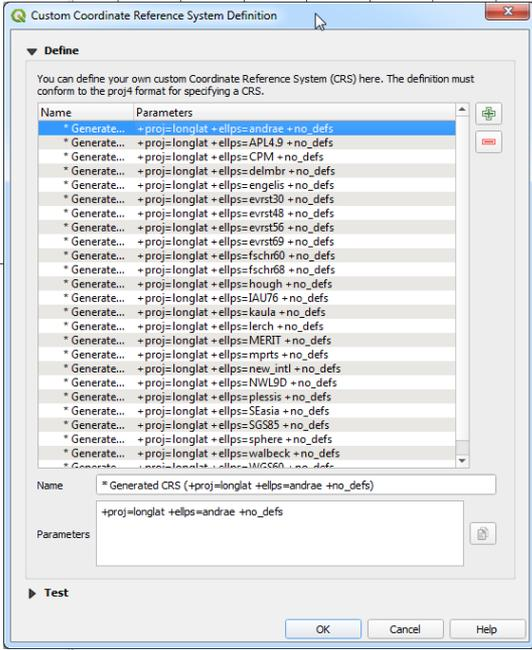 Custom Coordinate Reference System Definition
Define
You can define your own custom Coordinate Reference System (CRS) here. The definition must
conform to the proj4 format for specifying a CRS.
Name Parameters
* Generate... +proj=longlat +ellps=andrae +no_defs
* Generate... +proj=longlat +ellps=APL4.9 +no_defs
* Generate... +proj=longlat +ellps=CPM +no_defs
* Generate... +proj=longlat +ellps=delmbr +no_defs
* Generate... +proj=longlat +ellps=engelis +no_defs
* Generate... +proj=longlat +ellps=evrst30 +no_defs
* Generate... +proj=longlat +ellps=evrst48 +no_defs
* Generate... +proj=longlat +ellps=evrst56 +no_defs
* Generate... +proj=longlat +ellps=evrst69 +no_defs
* Generate... +proj=longlat +ellps=fschr60 +no_defs
* Generate... +proj=longlat +ellps=fschr68 +no_defs
* Generate... +proj=longlat +ellps=hough +no_defs
* Generate... +proj=longlat +ellps=IAU76 +no_defs
* Generate... +proj=longlat +ellps=kaula +no_defs
* Generate... +proj=longlat +ellps=lerch +no_defs
* Generate... +proj=longlat +ellps=MERIT +no_defs
* Generate... +proj=longlat +ellps=mprts +no_defs
* Generate... +proj=longlat +ellps=new_intl +no_defs
* Generate... +proj=longlat +ellps=NWL9D +no_defs
* Generate... +proj=longlat +ellps=plessis +no_defs
* Generate... +proj=longlat +ellps=SEasia +no_defs
* Generate... +proj=longlat +ellps=SGS85 +no_defs
* Generate... +proj=longlat +ellps=sphere +no_defs
* Generate... +proj=longlat +ellps=walbeck +no_defs
* Generate... +proj=longlat +ellps=WGS60 +no_defs
Name * Generated CRS (+proj=longlat +ellps=andrae +no_defs)
+proj=longlat +ellps=andrae +no_defs
Parameters
Test
OK Cancel Help